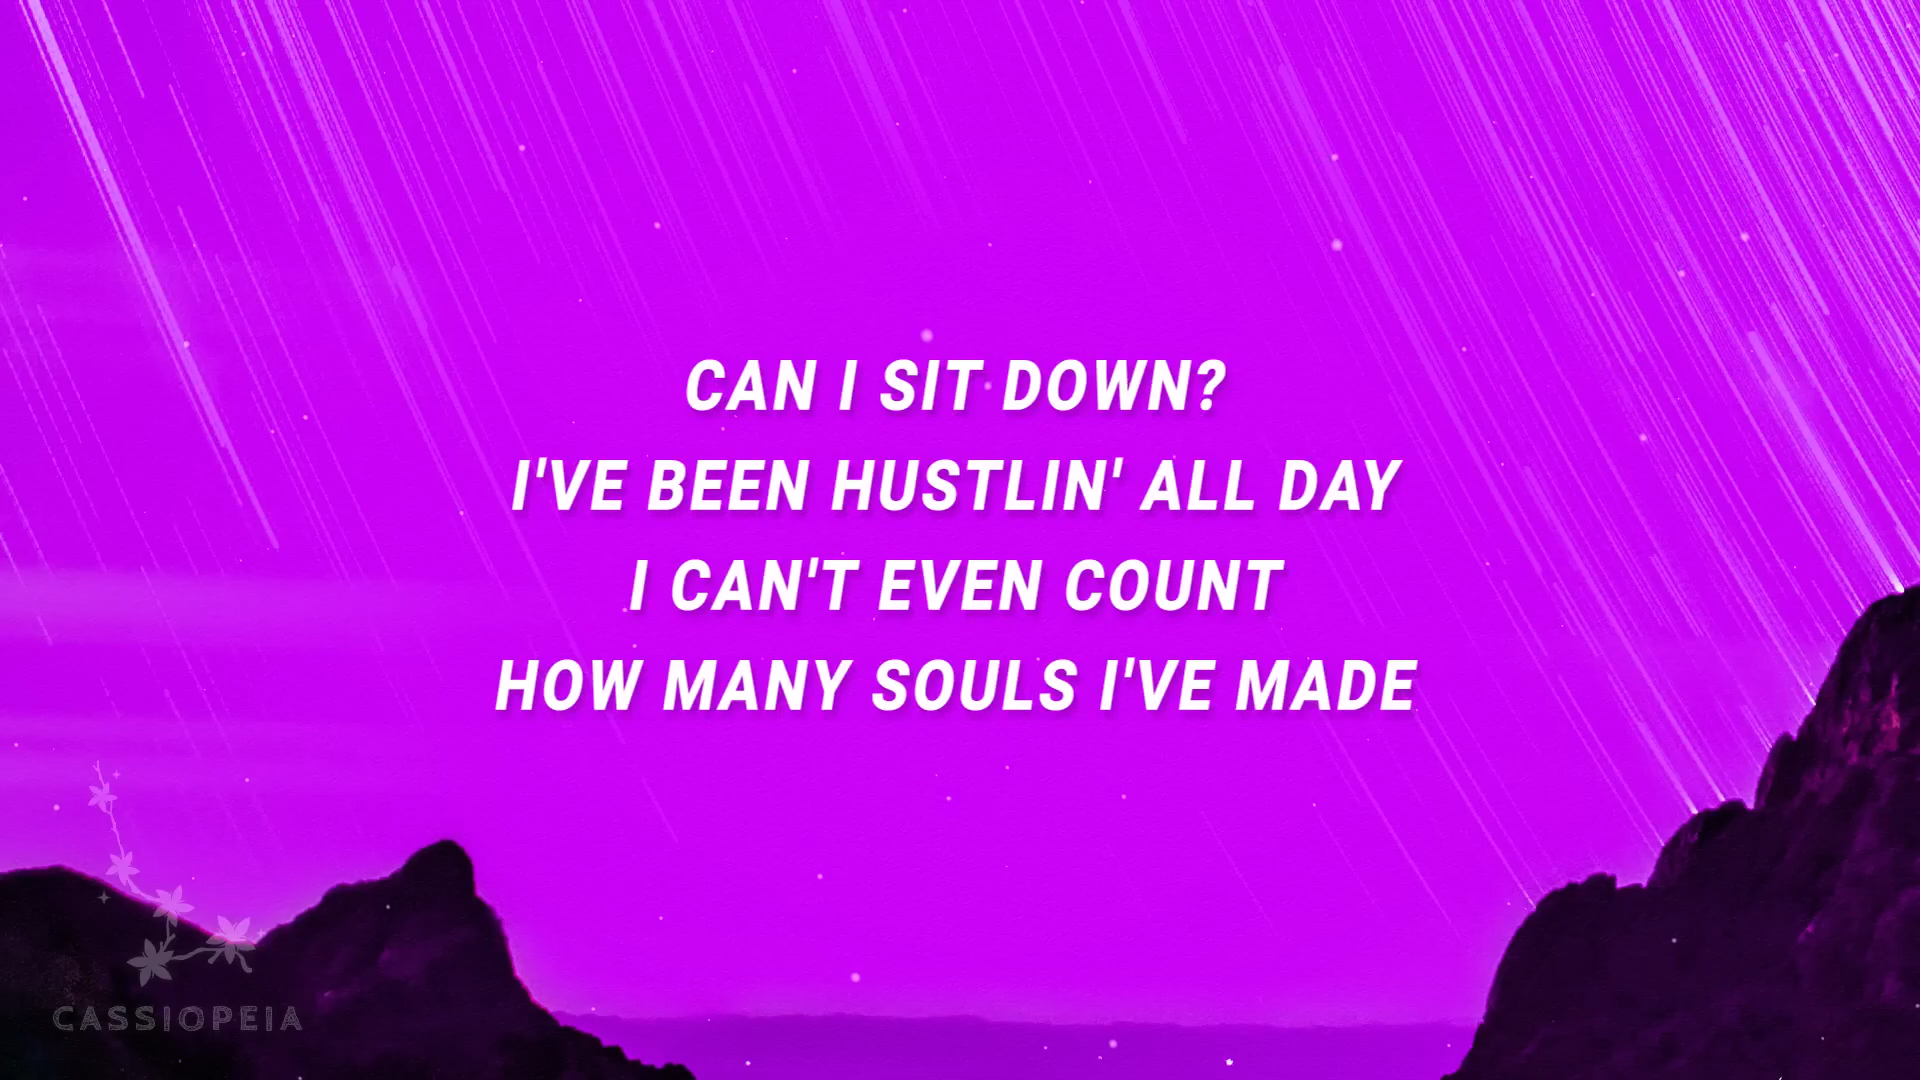 CAN I SIT DOWN?
I'VE BEEN HUSTLIN' ALL DAY
I CAN'T EVEN COUNT
HOW MANY SOULS I'VE MADE
CASSIOPEIA